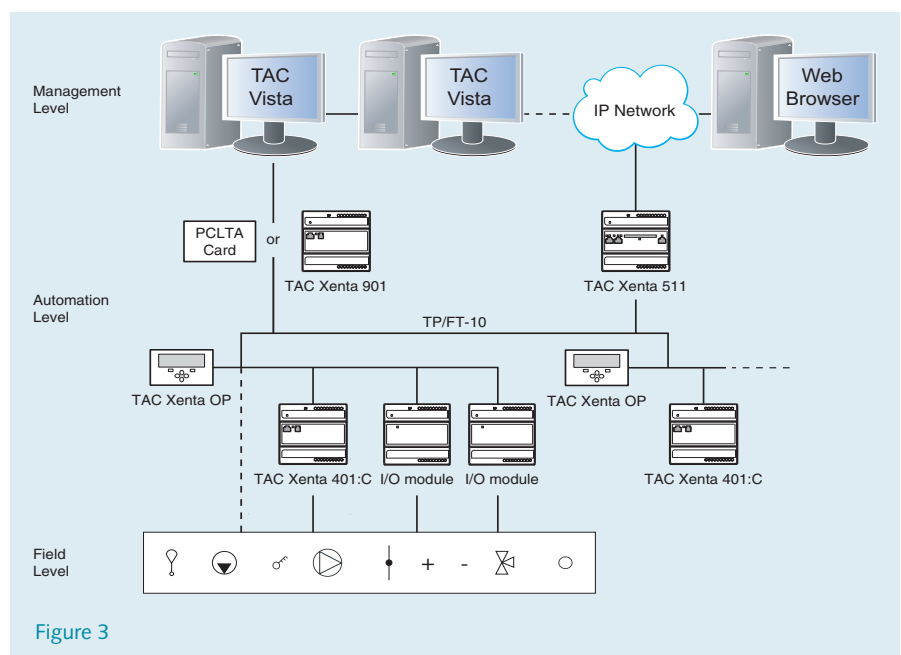 Management
Level
TAC
Vista
TAC
Vista
IP Network
Web
Browser
PCLTA
Card
or
TAC Xenta 901
TAC Xenta 511
Automation
Level
TP/FT-10
TAC Xenta OP
TAC Xenta OP
TAC Xenta 401:C
I/O module
I/O module
TAC Xenta 401:C
Field
Level
+
-
Figure 3